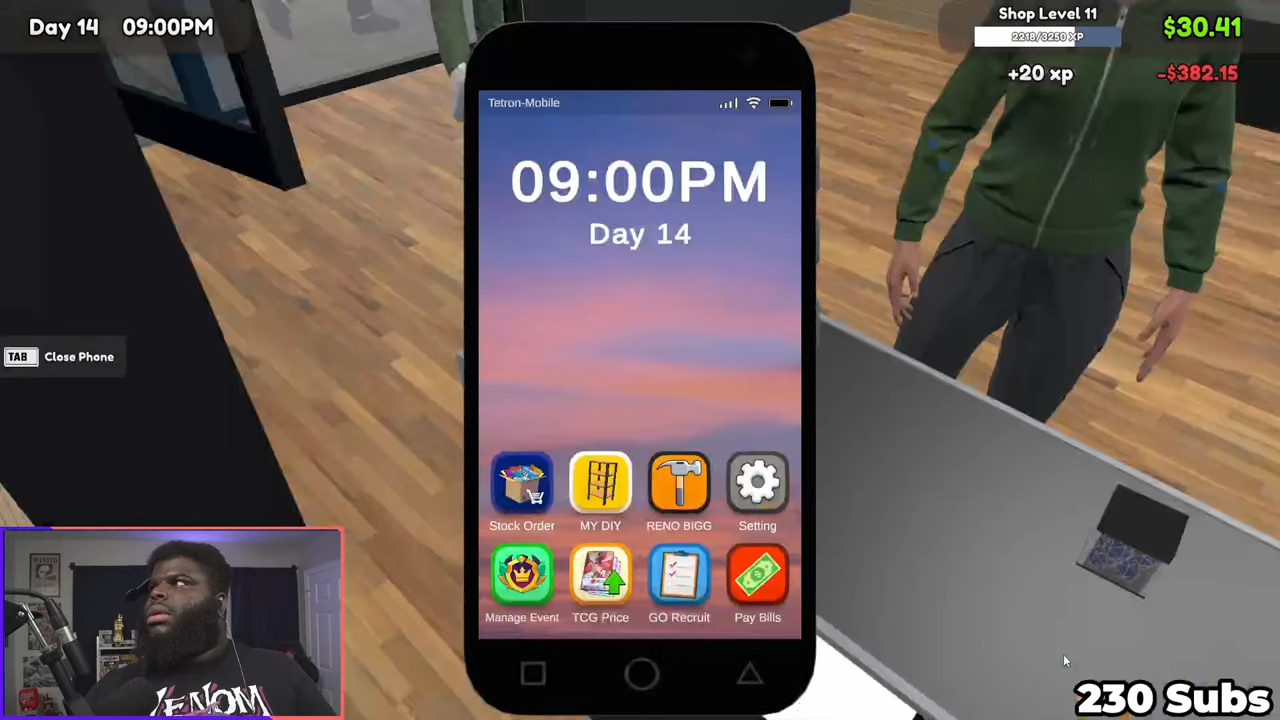 Day 14 09:00PM
Shop Level 11
2218/3250 XP
$30.41
+20 xp
-$382.15
Tetron-Mobile
09:00PM
Day 14
TAB Close Phone
Stock Order MY DIY RENO BIGG Setting
Manage Event TCG Price GO Recruit Pay Bills
WANTED
VENOM
230 Subs